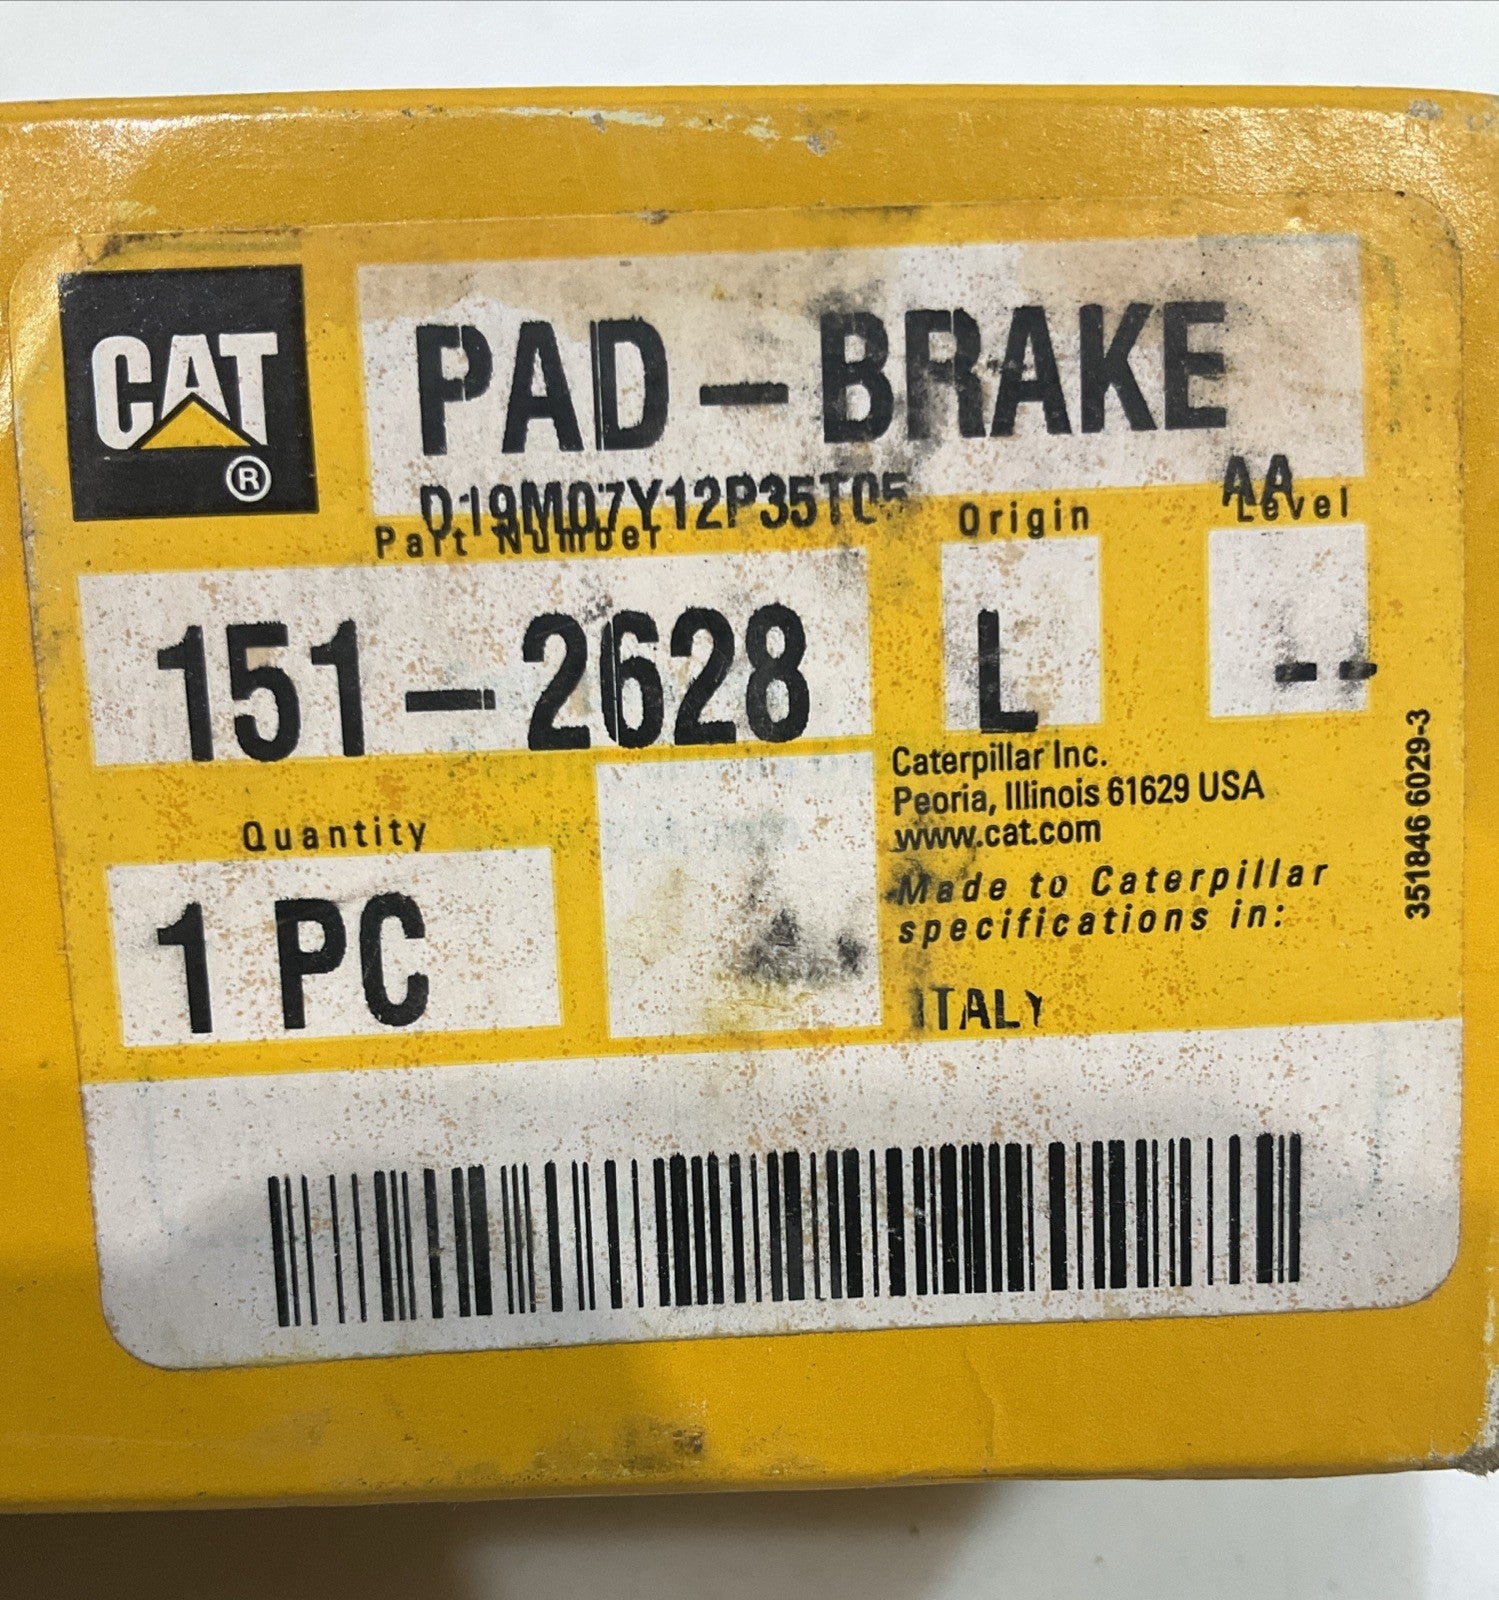 CAT
®
PAD-BRAKE
D19M07Y12P35T05
AA
Part Number
Origin
Level
151-2628
L
--
Quantity
1 PC
Caterpillar Inc.
Peoria, Illinois 61629 USA
www.cat.com
Made to Caterpillar
specifications in:
ITALY
351846 6029-3